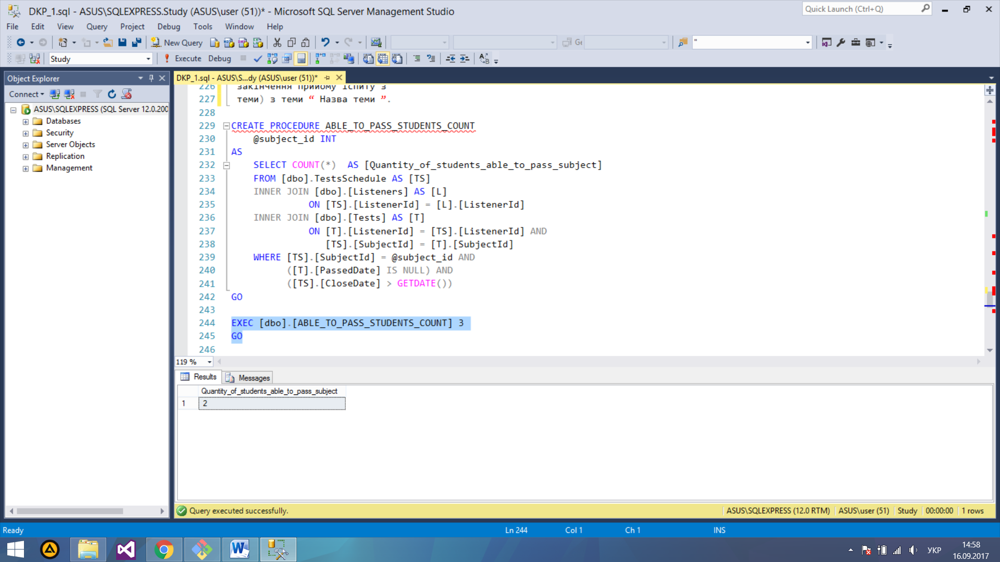 DKP_1.sql - ASUS\SQLEXPRESS.Study (ASUS\user (51))* - Microsoft SQL Server Management Studio
Quick Launch (Ctrl+Q)
File Edit View Query Project Debug Tools Window Help
New Query
Ge
"
Study
Execute Debug
Object Explorer
DKP_1.sql - ASUS\S...dy (ASUS\user (51))*
Connect
ASUS\SQLEXPRESS (SQL Server 12.0.200
Databases
Security
Server Objects
Replication
Management
226 закінчення прийому іспиту з
227 теми) з теми “ Назва теми ”.
228
229 CREATE PROCEDURE ABLE_TO_PASS_STUDENTS_COUNT
230 @subject_id INT
231 AS
232 SELECT COUNT(*) AS [Quantity_of_students_able_to_pass_subject]
233 FROM [dbo].TestsSchedule AS [TS]
234 INNER JOIN [dbo].[Listeners] AS [L]
235 ON [TS].[ListenerId] = [L].[ListenerId]
236 INNER JOIN [dbo].[Tests] AS [T]
237 ON [T].[ListenerId] = [TS].[ListenerId] AND
238 [TS].[SubjectId] = [T].[SubjectId]
239 WHERE [TS].[SubjectId] = @subject_id AND
240 ([T].[PassedDate] IS NULL) AND
241 ([TS].[CloseDate] > GETDATE())
242 GO
243
244 EXEC [dbo].[ABLE_TO_PASS_STUDENTS_COUNT] 3
245 GO
246
119 %
Results Messages
Quantity_of_students_able_to_pass_subject
1 2
Query executed successfully.
ASUS\SQLEXPRESS (12.0 RTM) ASUS\user (51) Study 00:00:00 1 rows
Ready Ln 244 Col 1 Ch 1 INS
УКР
14:58
16.09.2017